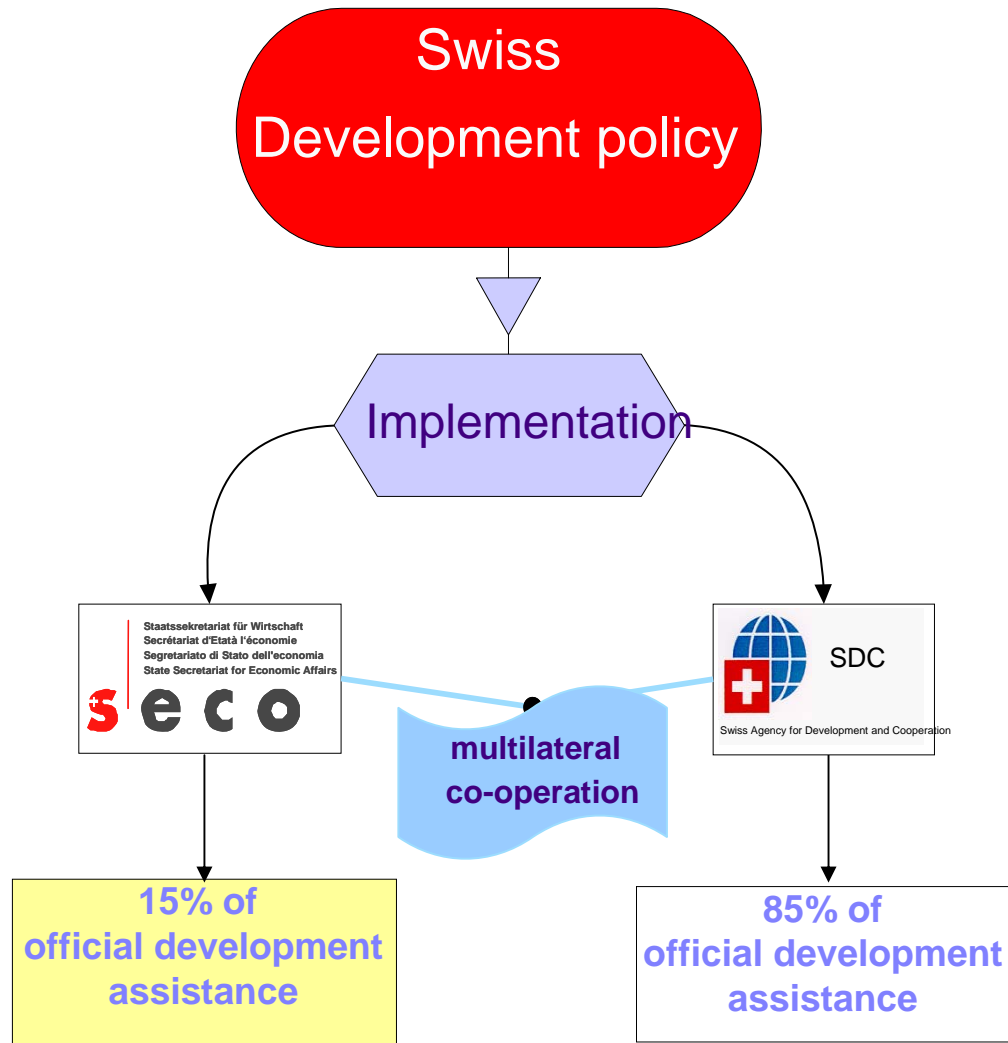 Swiss
Development policy
Implementation
Staatssekretariat für Wirtschaft
Secrétariat d'Etatà l'économie
Segretariato di Stato dell'economia
State Secretariat for Economic Affairs
seco
SDC
Swiss Agency for Development and Cooperation
multilateral
co-operation
15% of
official development
assistance
85% of
official development
assistance